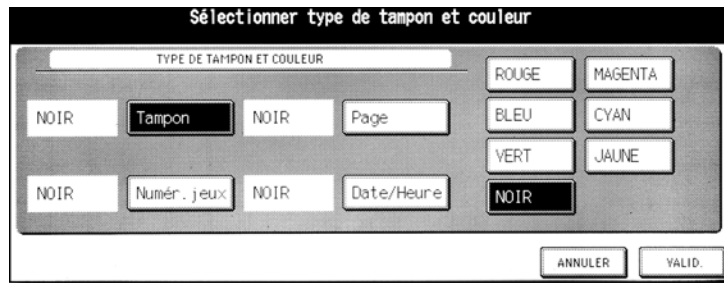 Sélectionner type de tampon et couleur
TYPE DE TAMPON ET COULEUR
NOIR Tampon NOIR Page
NOIR Numér.jeux NOIR Date/Heure
ROUGE MAGENTA
BLEU CYAN
VERT JAUNE
NOIR
ANNULER VALID.